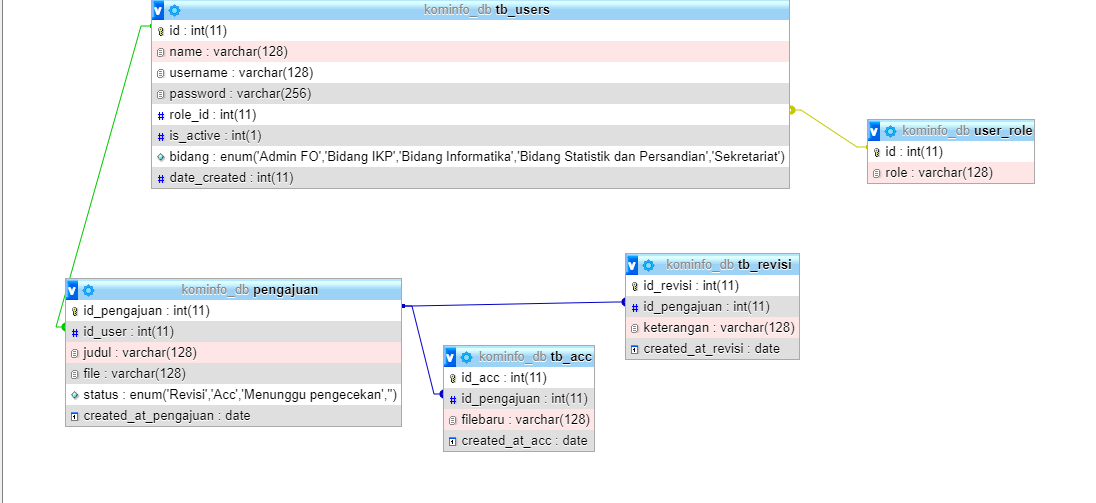 kominfo_db tb_users
id : int(11)
name : varchar(128)
username : varchar(128)
password : varchar(256)
# role_id : int(11)
# is_active : int(1)
bidang : enum('Admin FO','Bidang IKP','Bidang Informatika','Bidang Statistik dan Persandian','Sekretariat')
# date_created : int(11)
v kominfo_db user_role
id : int(11)
role : varchar(128)
v kominfo_db pengajuan
id_pengajuan : int(11)
# id_user : int(11)
judul : varchar(128)
file : varchar(128)
status : enum('Revisi','Acc','Menunggu pengecekan','')
created_at_pengajuan : date
v kominfo_db tb_revisi
id_revisi : int(11)
# id_pengajuan : int(11)
keterangan : varchar(128)
created_at_revisi : date
v kominfo_db tb_acc
id_acc : int(11)
# id_pengajuan : int(11)
filebaru : varchar(128)
created_at_acc : date